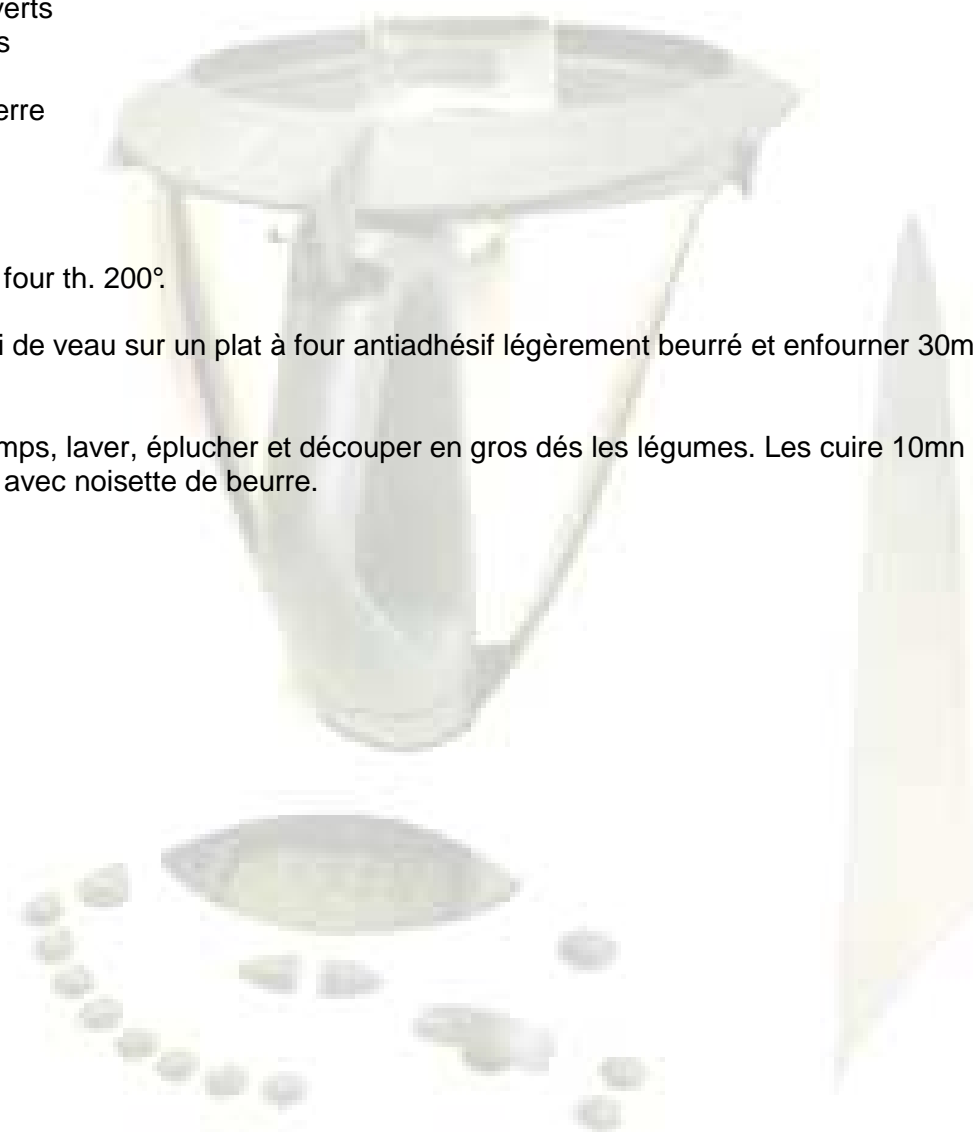 verts
s
erre
four th. 200°.
i de veau sur un plat à four antiadhésif légèrement beurré et enfourner 30m
mps, laver, éplucher et découper en gros dés les légumes. Les cuire 10mn
avec noisette de beurre.